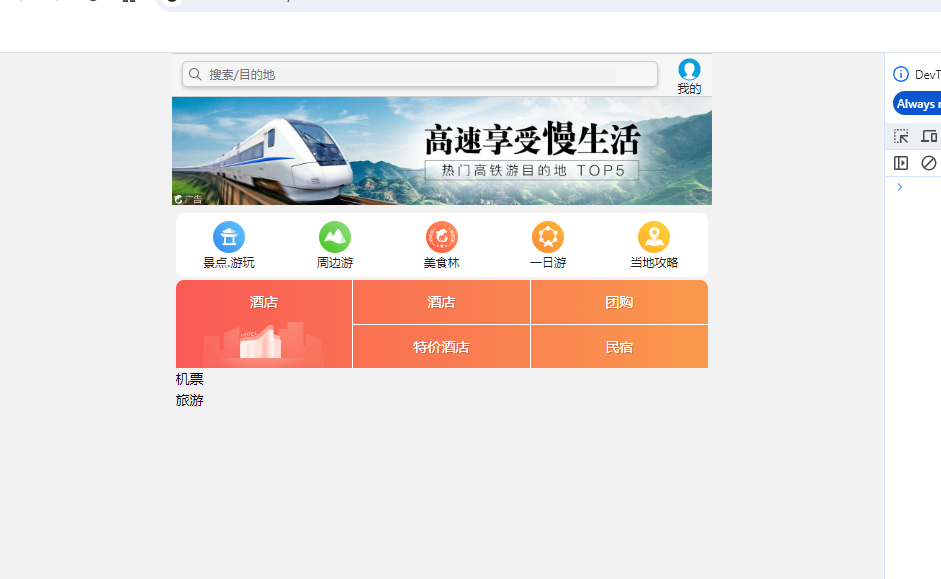 搜索/目的地
我的
高速享受慢生活
热门高铁游目的地 TOP5
广告
景点.游玩
周边游
美食林
一日游
当地攻略
酒店
HOTEL
酒店
团购
特价酒店
民宿
机票
旅游
DevT
Always